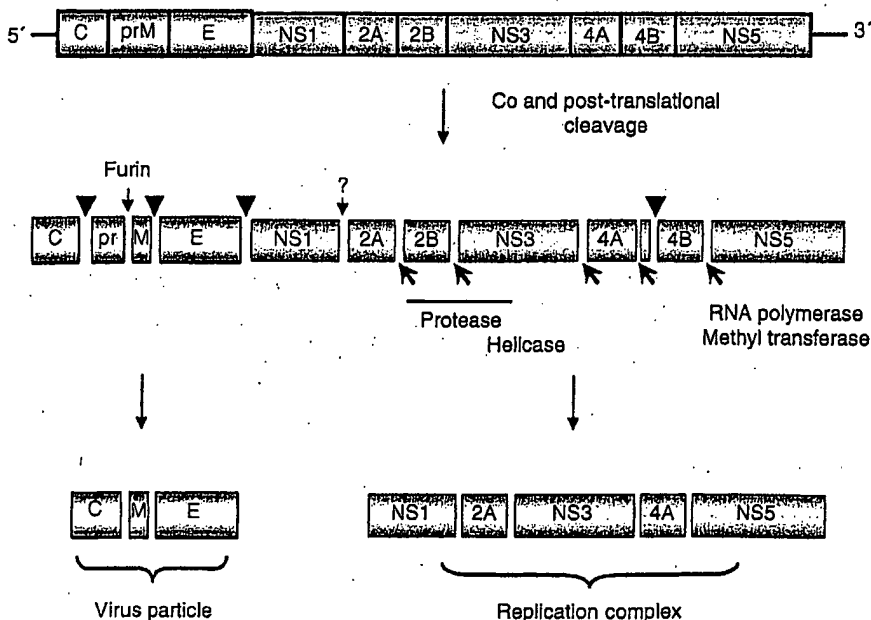 5´ C prM E NS1 2A 2B NS3 4A 4B NS5 3´
Co and post-translational
cleavage
Furin
?
C pr M E NS1 2A 2B NS3 4A 4B NS5
Protease
Helicase
RNA polymerase
Methyl transferase
C M E
NS1 2A NS3 4A NS5
Virus particle
Replication complex